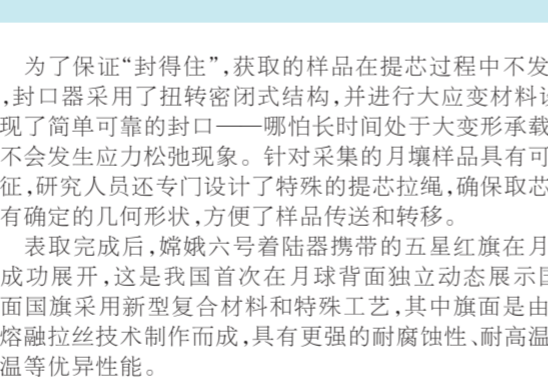 为了保证“封得住”,获取的样品在提芯过程中不发
,封口器采用了扭转密闭式结构,并进行大应变材料
现了简单可靠的封口——哪怕长时间处于大变形承载
不会发生应力松弛现象。针对采集的月壤样品具有可
征,研究人员还专门设计了特殊的提芯拉绳,确保取芯
有确定的几何形状,方便了样品传送和转移。
表取完成后,嫦娥六号着陆器携带的五星红旗在月
成功展开,这是我国首次在月球背面独立动态展示国
面国旗采用新型复合材料和特殊工艺,其中旗面是由
熔融拉丝技术制作而成,具有更强的耐腐蚀性、耐高温
温等优异性能。